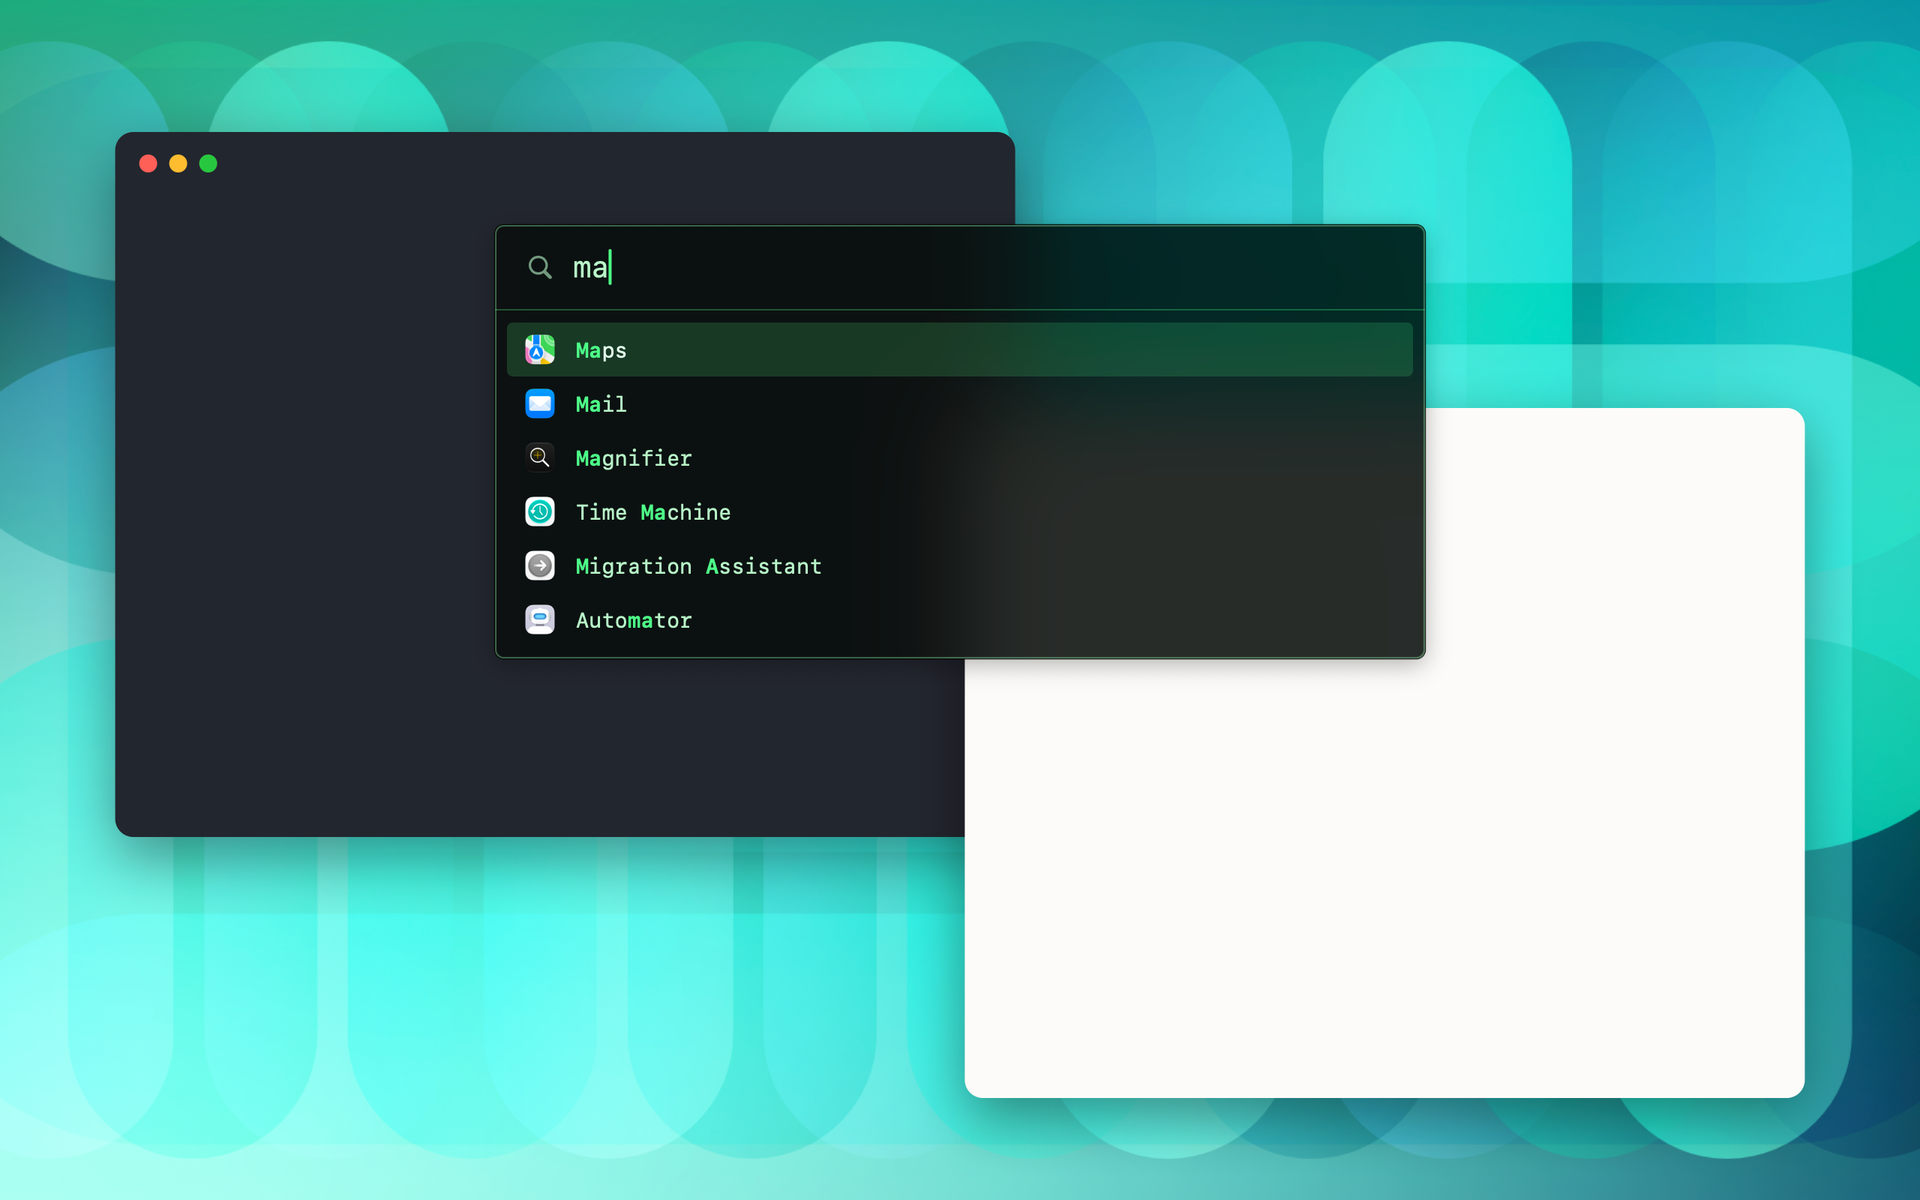 ma
Maps
Mail
Magnifier
Time Machine
Migration Assistant
Automator